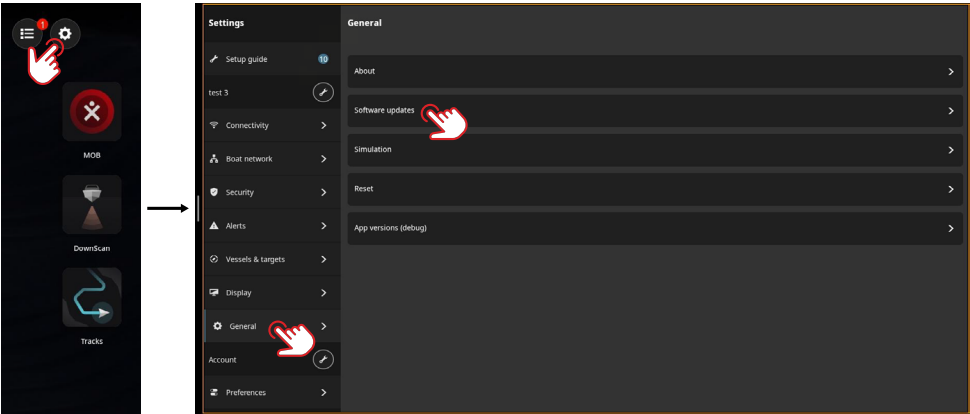 1
MOB
DownScan
Tracks
Settings
Setup guide
10
test 3
Connectivity
Boat network
Security
Alerts
Vessels & targets
Display
General
Account
Preferences
General
About
Software updates
Simulation
Reset
App versions (debug)